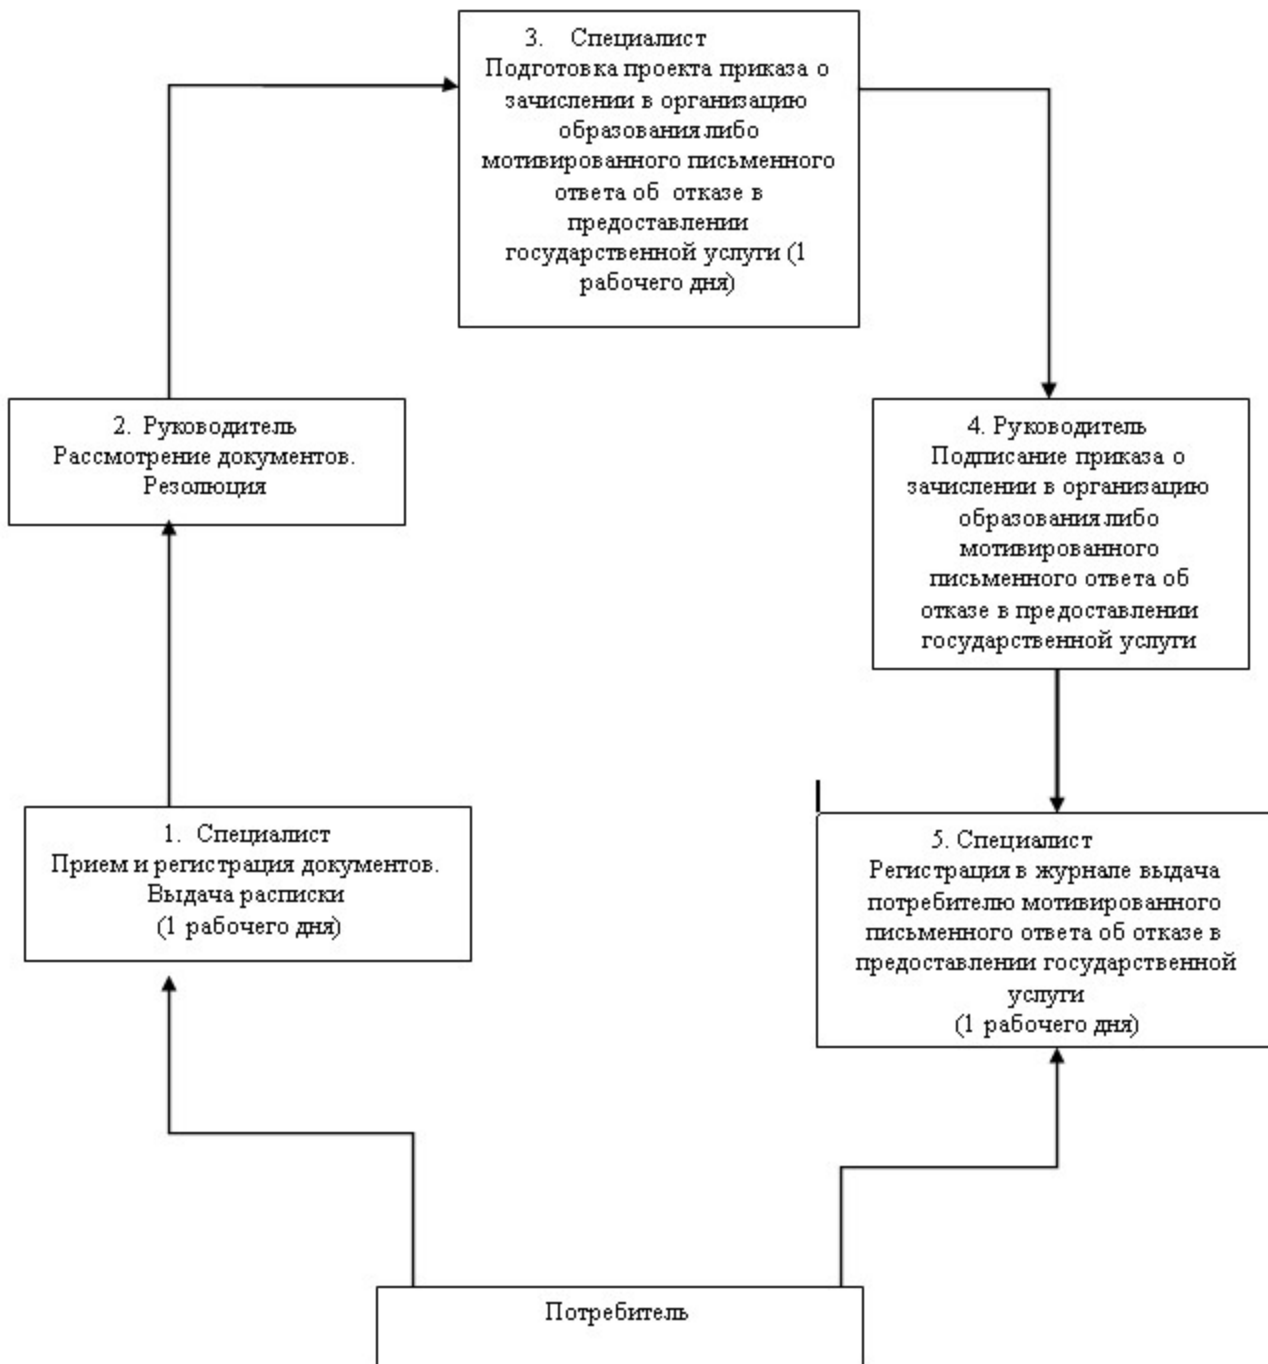 3. Специалист
Подготовка проекта приказа о
зачислении в организацию
образования либо
мотивированного письменного
ответа об отказе в
предоставлении
государственной услуги (1
рабочего дня)
2. Руководитель
Рассмотрение документов.
Резолюция
4. Руководитель
Подписание приказа о
зачислении в организацию
образования либо
мотивированного
письменного ответа об
отказе в предоставлении
государственной услуги
1. Специалист
Прием и регистрация документов.
Выдача расписки
(1 рабочего дня)
5. Специалист
Регистрация в журнале выдача
потребителю мотивированного
письменного ответа об отказе в
предоставлении государственной
услуги
(1 рабочего дня)
Потребитель